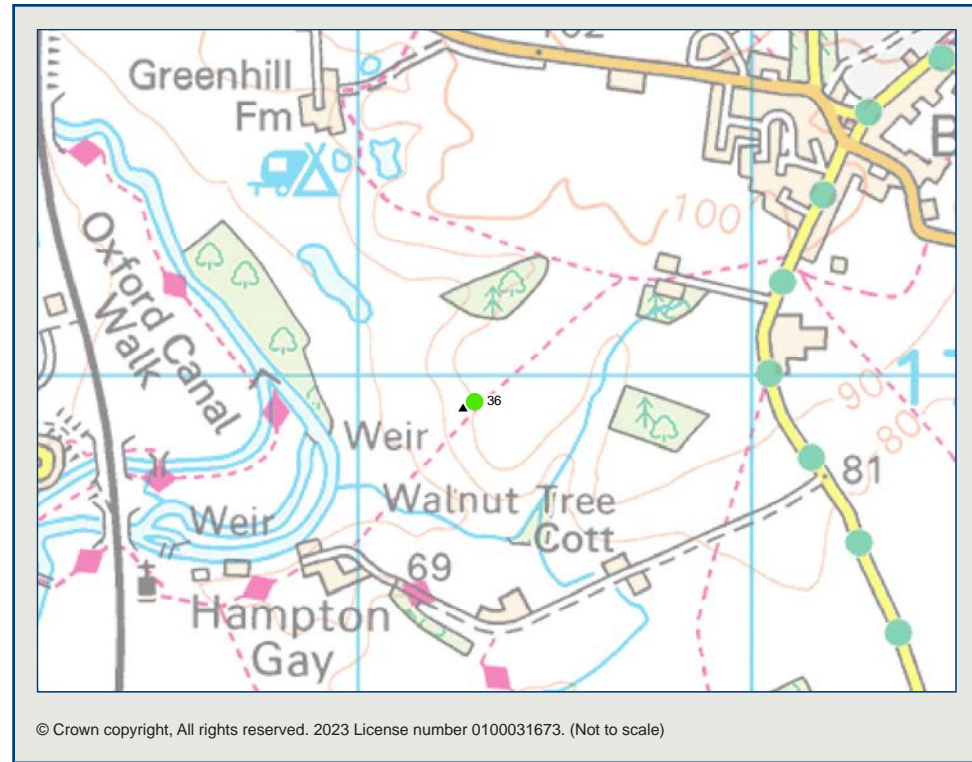 Greenhill
Fm
100
Oxford Canal
Walk
36
Weir
90
80
81
Walnut Tree
Cott
Weir
69
Hampton
Gay
© Crown copyright, All rights reserved. 2023 License number 0100031673. (Not to scale)